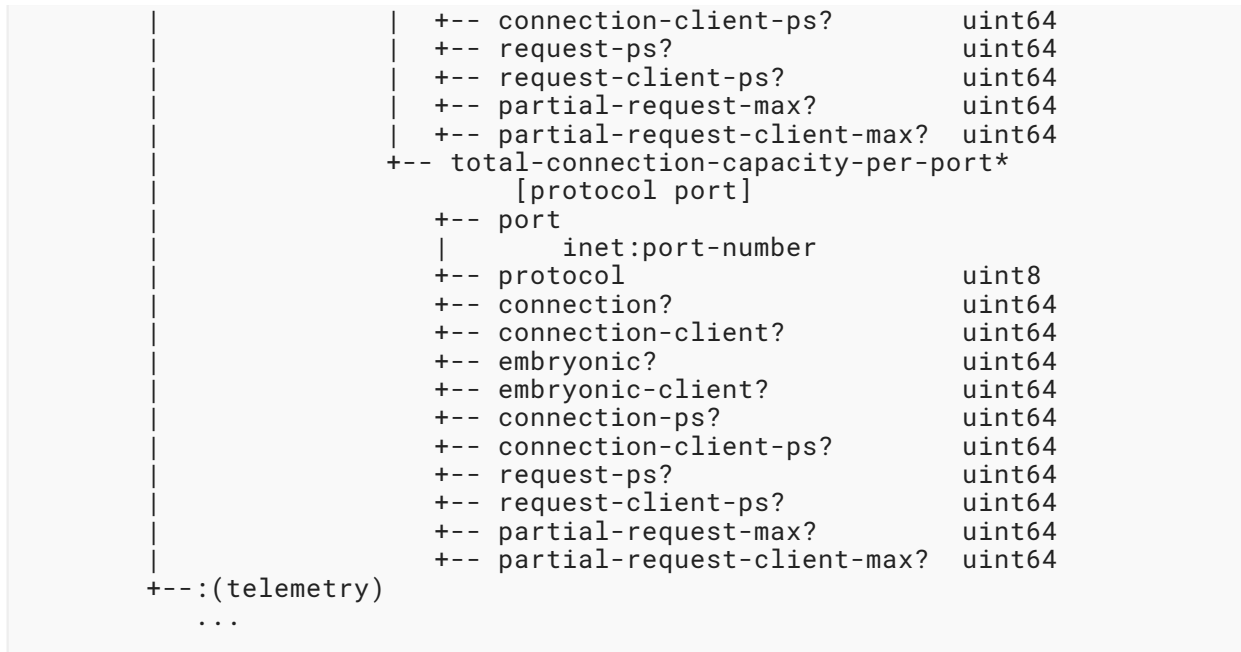 |              |  +-- connection-client-ps?        uint64
|              |  +-- request-ps?                  uint64
|              |  +-- request-client-ps?           uint64
|              |  +-- partial-request-max?         uint64
|              |  +-- partial-request-client-max?  uint64
|              +-- total-connection-capacity-per-port*
|                      [protocol port]
|                 +-- port
|                 |       inet:port-number
|                 +-- protocol                     uint8
|                 +-- connection?                  uint64
|                 +-- connection-client?           uint64
|                 +-- embryonic?                   uint64
|                 +-- embryonic-client?            uint64
|                 +-- connection-ps?               uint64
|                 +-- connection-client-ps?        uint64
|                 +-- request-ps?                  uint64
|                 +-- request-client-ps?           uint64
|                 +-- partial-request-max?         uint64
|                 +-- partial-request-client-max?  uint64
+--:(telemetry)
   ...